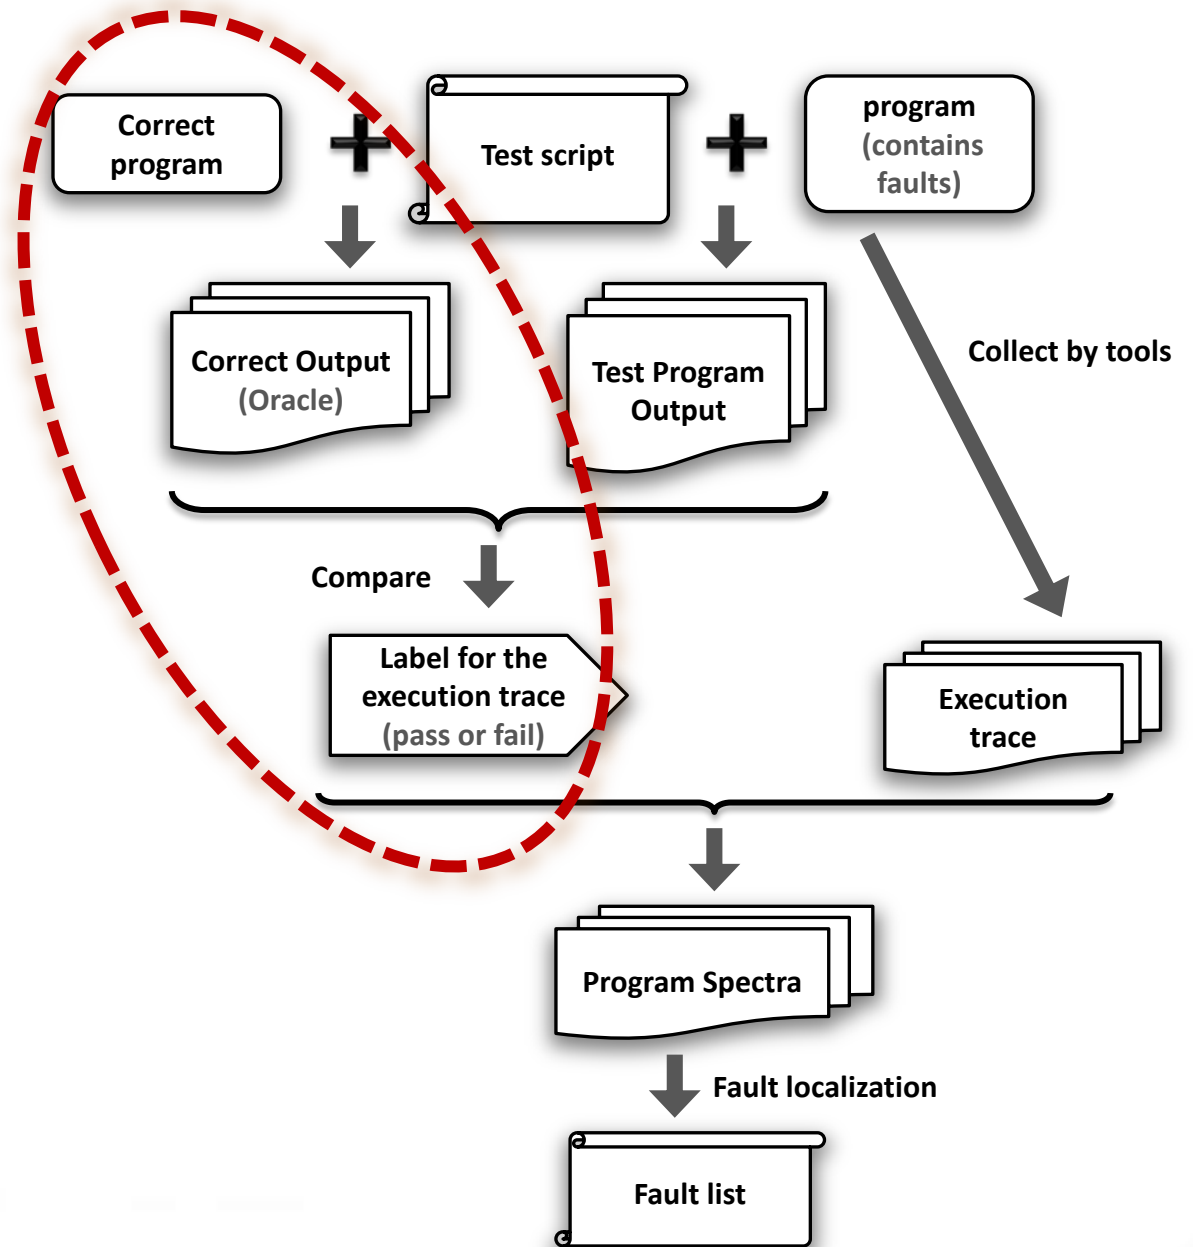 Correct
program
Test script
program
(contains
faults)
Correct Output
(Oracle)
Test Program
Output
Collect by tools
Compare
Label for the
execution trace
(pass or fail)
Execution
trace
Program Spectra
Fault localization
Fault list